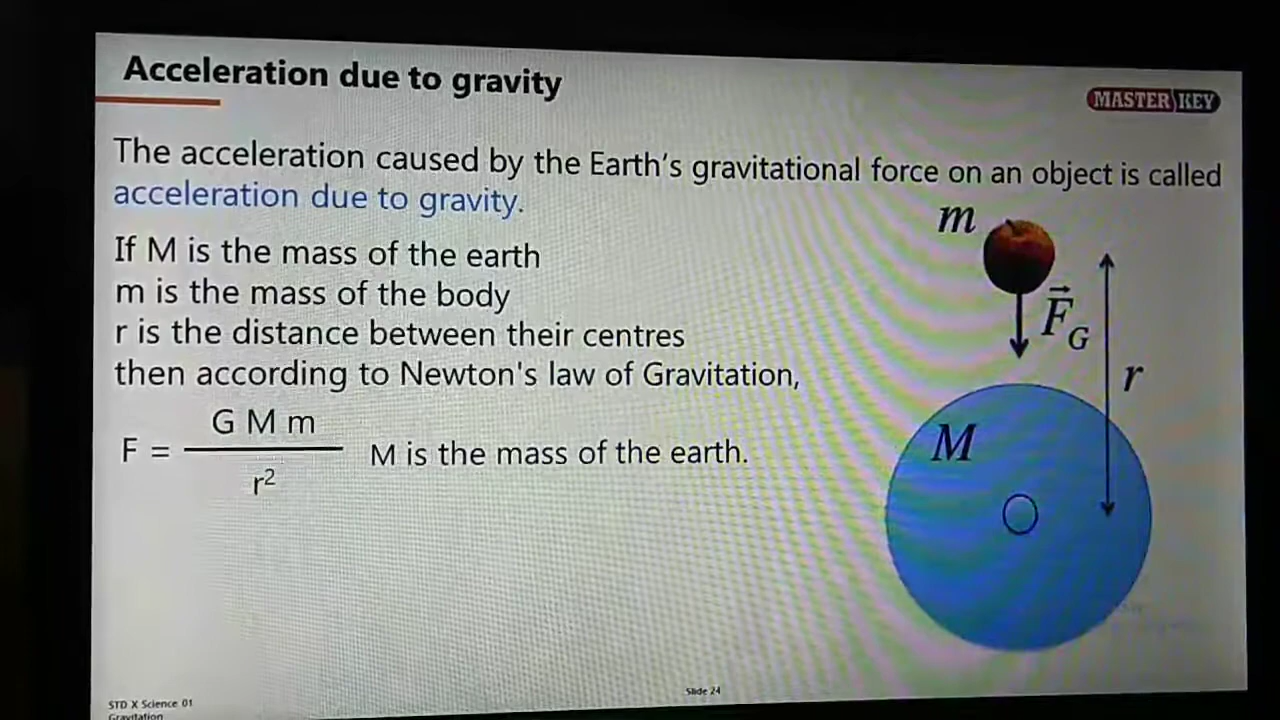 Acceleration due to gravity
MASTER KEY
The acceleration caused by the Earth's gravitational force on an object is called
acceleration due to gravity.
If M is the mass of the earth
m is the mass of the body
r is the distance between their centres
then according to Newton's law of Gravitation,
F = G M m / r²
M is the mass of the earth.
m
F⃗G
r
M
O
STD X Science 01
Gravitation
Slide 24